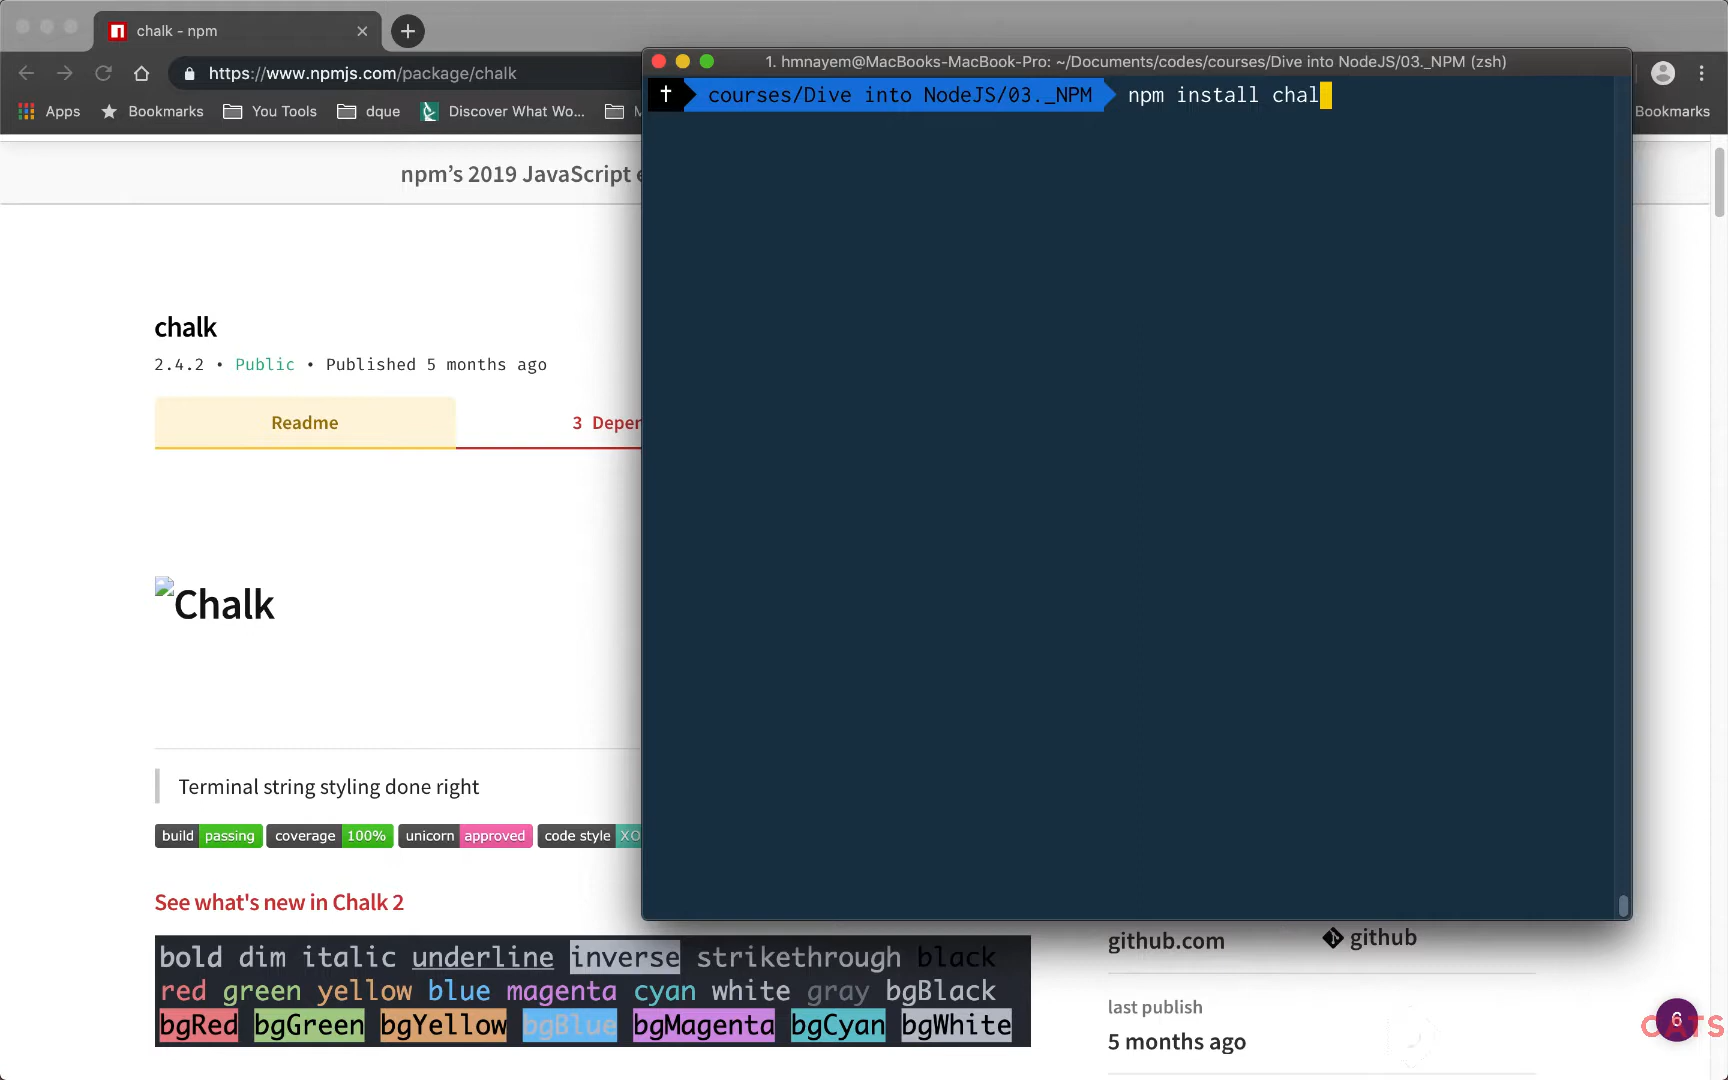 chalk - npm
https://www.npmjs.com/package/chalk
Apps
Bookmarks
You Tools
dque
Discover What Wo...
M
Bookmarks
1. hmnayem@MacBooks-MacBook-Pro: ~/Documents/codes/courses/Dive into NodeJS/03._NPM (zsh)
courses/Dive into NodeJS/03._NPM npm install chal
npm’s 2019 JavaScript e
chalk
2.4.2 • Public • Published 5 months ago
Readme
3 Depen
Chalk
Terminal string styling done right
build passing coverage 100% unicorn approved code style XO
See what's new in Chalk 2
bold dim italic underline inverse strikethrough black
red green yellow blue magenta cyan white gray bgBlack
bgRed bgGreen bgYellow bgBlue bgMagenta bgCyan bgWhite
github.com
github
last publish
5 months ago
6
CATS